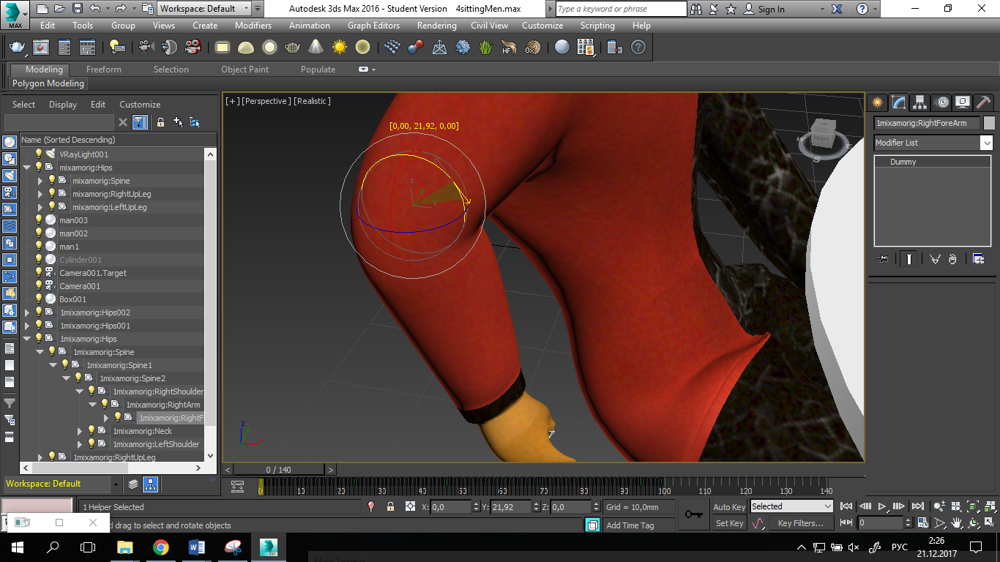 Workspace: Default
Autodesk 3ds Max 2016 - Student Version    4sittingMen.max
Type a keyword or phrase
Sign In
MAX
Edit Tools Group Views Create Modifiers Animation Graph Editors Rendering Civil View Customize Scripting Help
HF
OX
Modeling Freeform Selection Object Paint Populate
Polygon Modeling
Select Display Edit Customize
Name (Sorted Descending)
VRayLight001
mixamorig:Hips
mixamorig:Spine
mixamorig:RightUpLeg
mixamorig:LeftUpLeg
man003
man002
man1
Cylinder001
Camera001.Target
Camera001
Box001
1mixamorig:Hips002
1mixamorig:Hips001
1mixamorig:Hips
1mixamorig:Spine
1mixamorig:Spine1
1mixamorig:Spine2
1mixamorig:RightShoulder
1mixamorig:RightArm
1mixamorig:RightF
1mixamorig:Neck
1mixamorig:LeftShoulder
1mixamorig:RightUpLeg
Workspace: Default
[+] [Perspective ] [Realistic ]
[0,00, 21,92, 0,00]
z
y
x
FRONT
S
z
y
x
1mixamorig:RightForeArm
Modifier List
Dummy
< 0 / 140 >
0 10 20 30 40 50 60 70 80 90 100 110 120 130 140
1 Helper Selected
X: 0,0 Y: 21,92 Z: 0,0
Grid = 10,0mm
Auto Key Selected
d drag to select and rotate objects
Add Time Tag
Set Key Key Filters...
0
РУС
2:26
21.12.2017